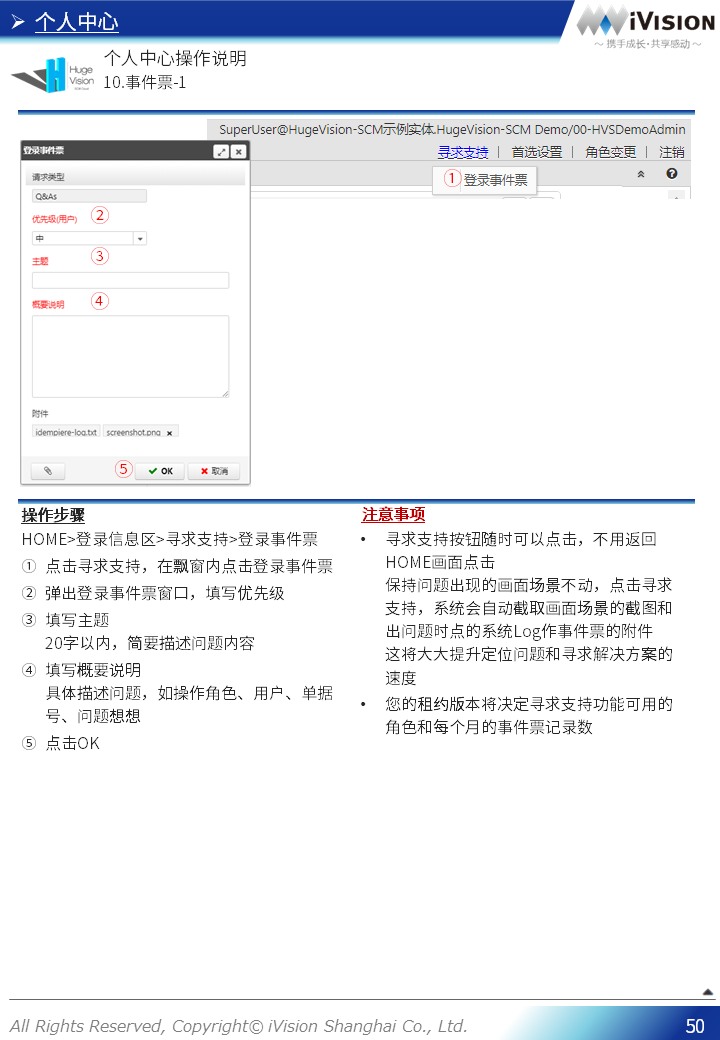 ➢ 个人中心
iVision
～ 携手成长·共享感动 ～
Huge
Vision
个人中心操作说明
10.事件票-1
SuperUser@HugeVision-SCM示例实体.HugeVision-SCM Demo/00-HVSDemoAdmin
寻求支持 | 首选设置 | 角色变更 | 注销
① 登录事件票
登录事件票
请求类型
Q&As
优先级(用户) ②
中
主题 ③
概要说明 ④
附件
idempiere-log.txt screenshot.png ×
⑤ OK 取消
操作步骤
HOME>登录信息区>寻求支持>登录事件票
① 点击寻求支持，在飘窗内点击登录事件票
② 弹出登录事件票窗口，填写优先级
③ 填写主题
20字以内，简要描述问题内容
④ 填写概要说明
具体描述问题，如操作角色、用户、单据
号、问题想想
⑤ 点击OK
注意事项
• 寻求支持按钮随时可以点击，不用返回
HOME画面点击
保持问题出现的画面场景不动，点击寻求
支持，系统会自动截取画面场景的截图和
出问题时点的系统Log作事件票的附件
这将大大提升定位问题和寻求解决方案的
速度
• 您的租约版本将决定寻求支持功能可用的
角色和每个月的事件票记录数
All Rights Reserved, Copyright© iVision Shanghai Co., Ltd.
50